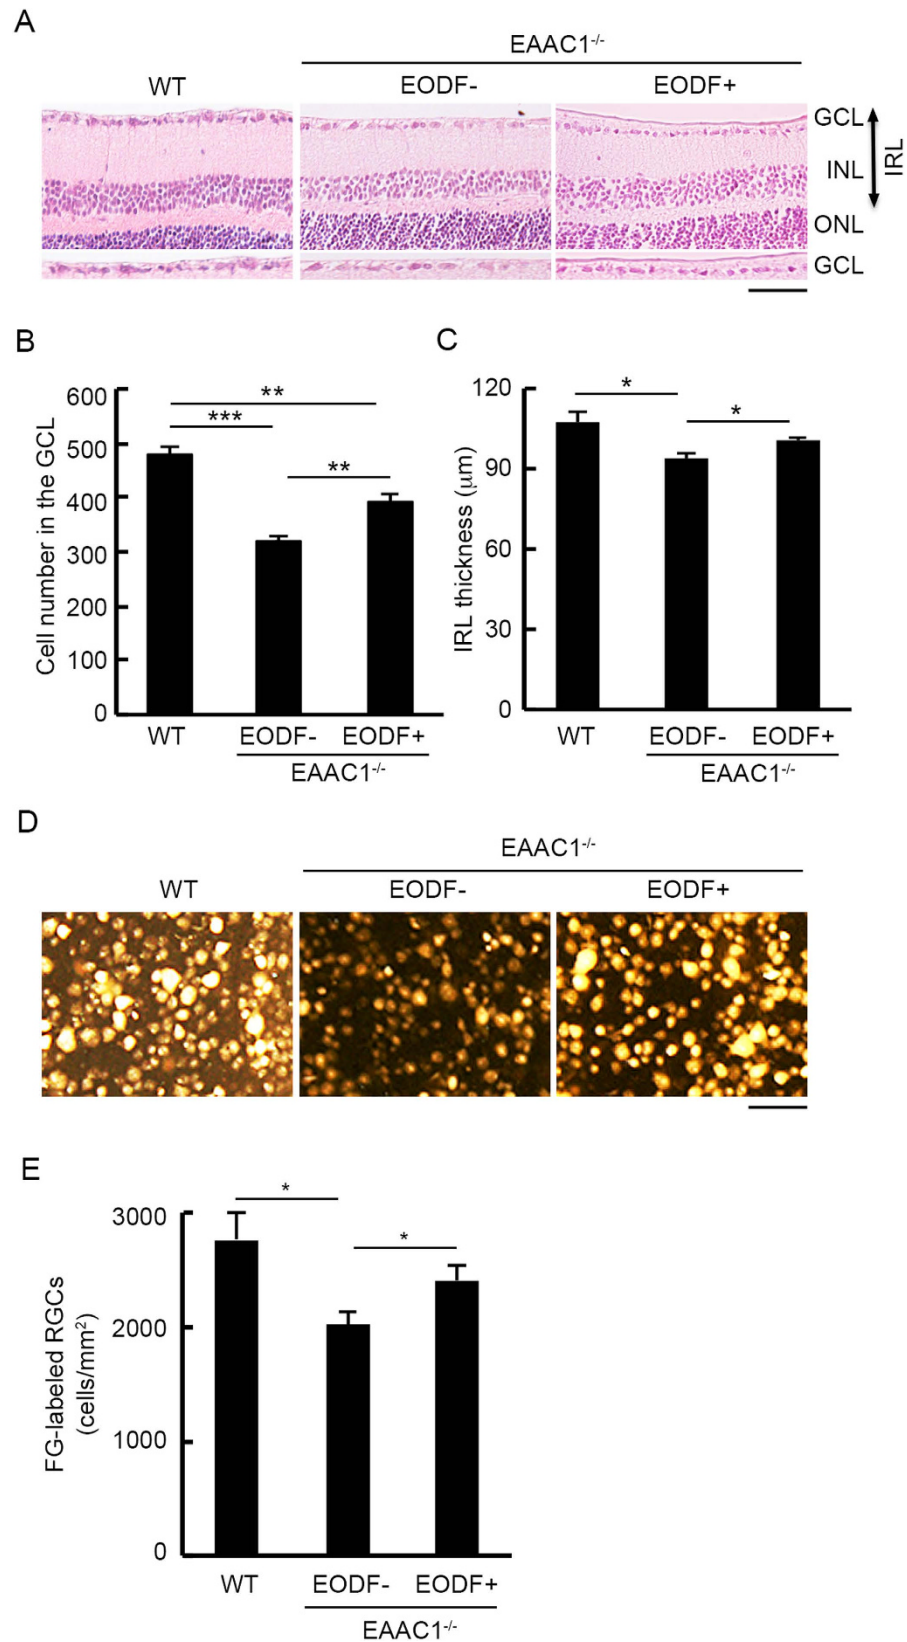 A
EAAC1-/-
WT EODF- EODF+
GCL
INL
IRL
ONL
GCL
B
Cell number in the GCL
600
500
400
300
200
100
0
**
***
**
WT EODF- EODF+
EAAC1-/-
C
IRL thickness (μm)
120
90
60
30
0
*
*
WT EODF- EODF+
EAAC1-/-
D
EAAC1-/-
WT EODF- EODF+
E
FG-labeled RGCs
(cells/mm2)
3000
2000
1000
0
*
*
WT EODF- EODF+
EAAC1-/-